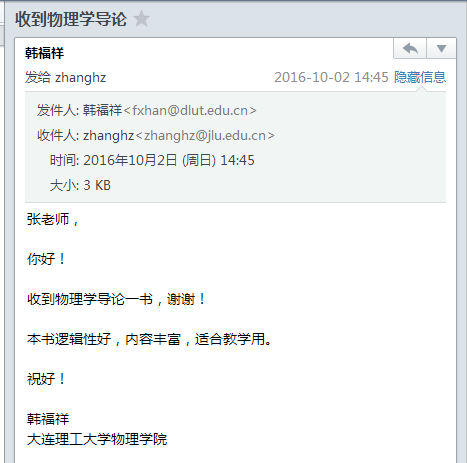 收到物理学导论
韩福祥
发给 zhanghz 2016-10-02 14:45 隐藏信息
发件人: 韩福祥<fxhan@dlut.edu.cn>
收件人: zhanghz<zhanghz@jlu.edu.cn>
时间: 2016年10月2日 (周日) 14:45
大小: 3 KB
张老师，
你好！
收到物理学导论一书，谢谢！
本书逻辑性好，内容丰富，适合教学用。
祝好！
韩福祥
大连理工大学物理学院